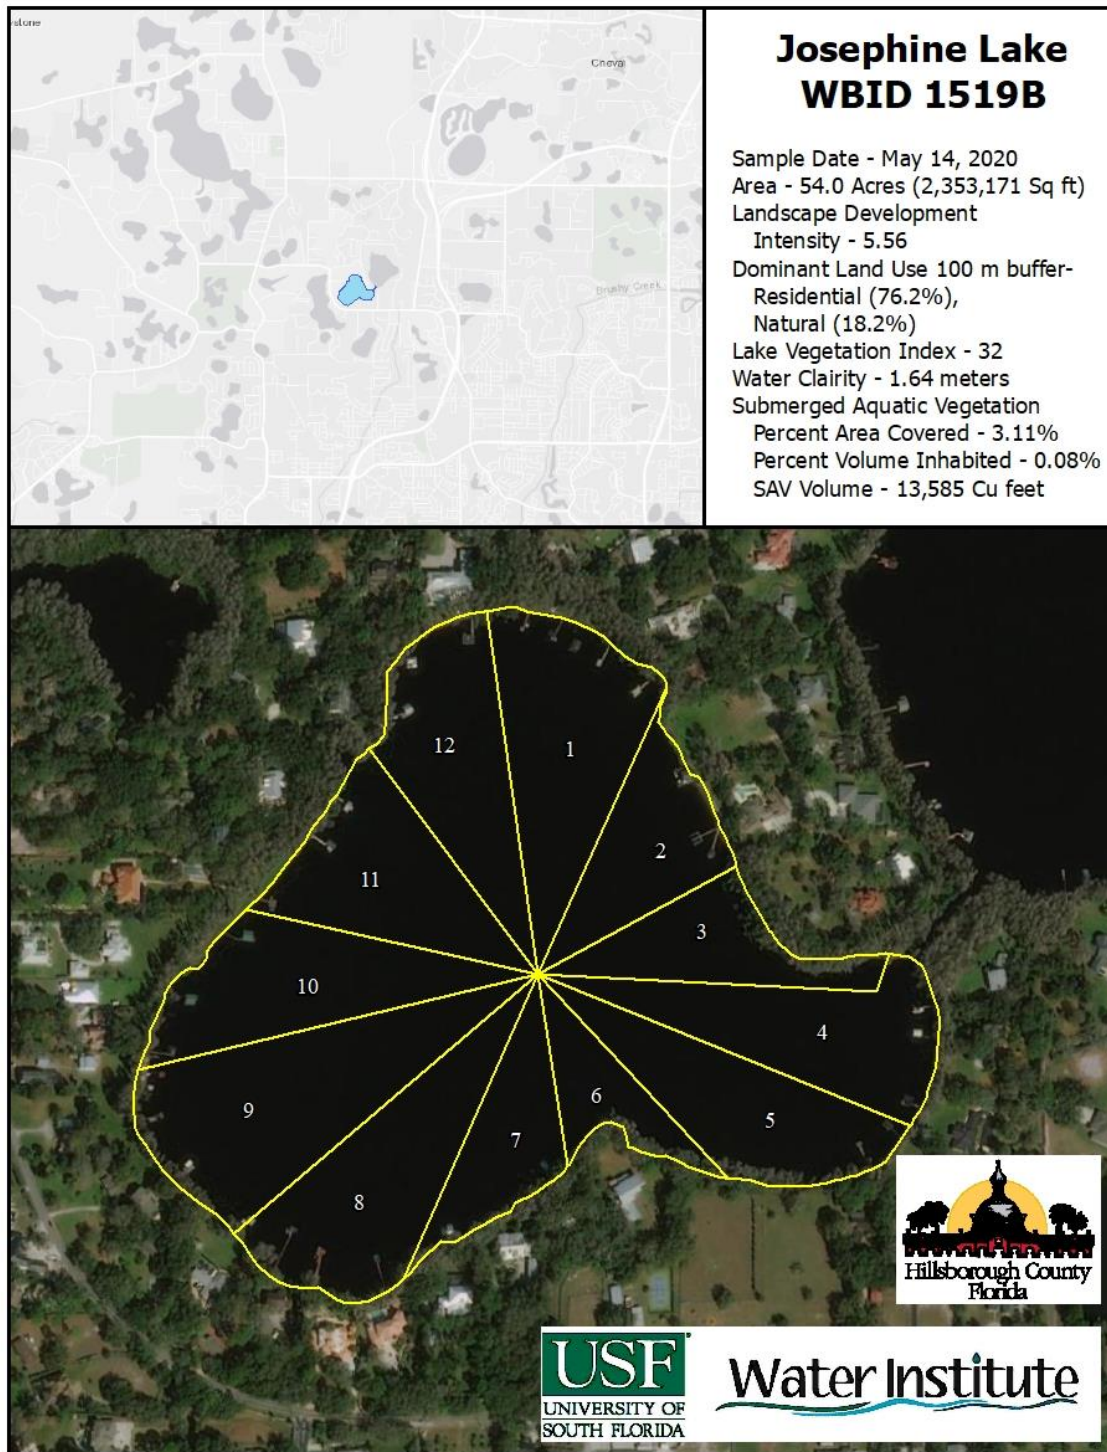 ystone
Cheval
Brushy Creek
Josephine Lake
WBID 1519B
Sample Date - May 14, 2020
Area - 54.0 Acres (2,353,171 Sq ft)
Landscape Development
Intensity - 5.56
Dominant Land Use 100 m buffer-
Residential (76.2%),
Natural (18.2%)
Lake Vegetation Index - 32
Water Clairity - 1.64 meters
Submerged Aquatic Vegetation
Percent Area Covered - 3.11%
Percent Volume Inhabited - 0.08%
SAV Volume - 13,585 Cu feet
12
1
2
11
3
10
4
9
6
5
7
8
Hillsborough County
Florida
USF
UNIVERSITY OF
SOUTH FLORIDA
Water Institute